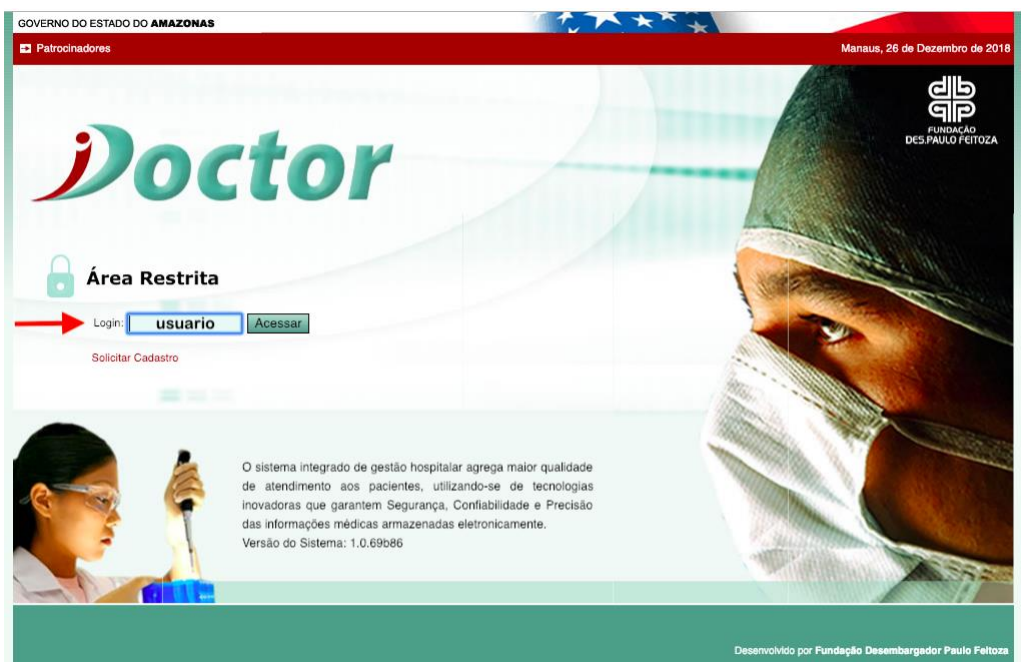 GOVERNO DO ESTADO DO AMAZONAS
Patrocinadores
Manaus, 26 de Dezembro de 2018
FUNDAÇÃO
DES.PAULO FEITOZA
iDoctor
Área Restrita
Login: usuario Acessar
Solicitar Cadastro
O sistema integrado de gestão hospitalar agrega maior qualidade
de atendimento aos pacientes, utilizando-se de tecnologias
inovadoras que garantem Segurança, Confiabilidade e Precisão
das informações médicas armazenadas eletronicamente.
Versão do Sistema: 1.0.69b86
Desenvolvido por Fundação Desembargador Paulo Feitoza